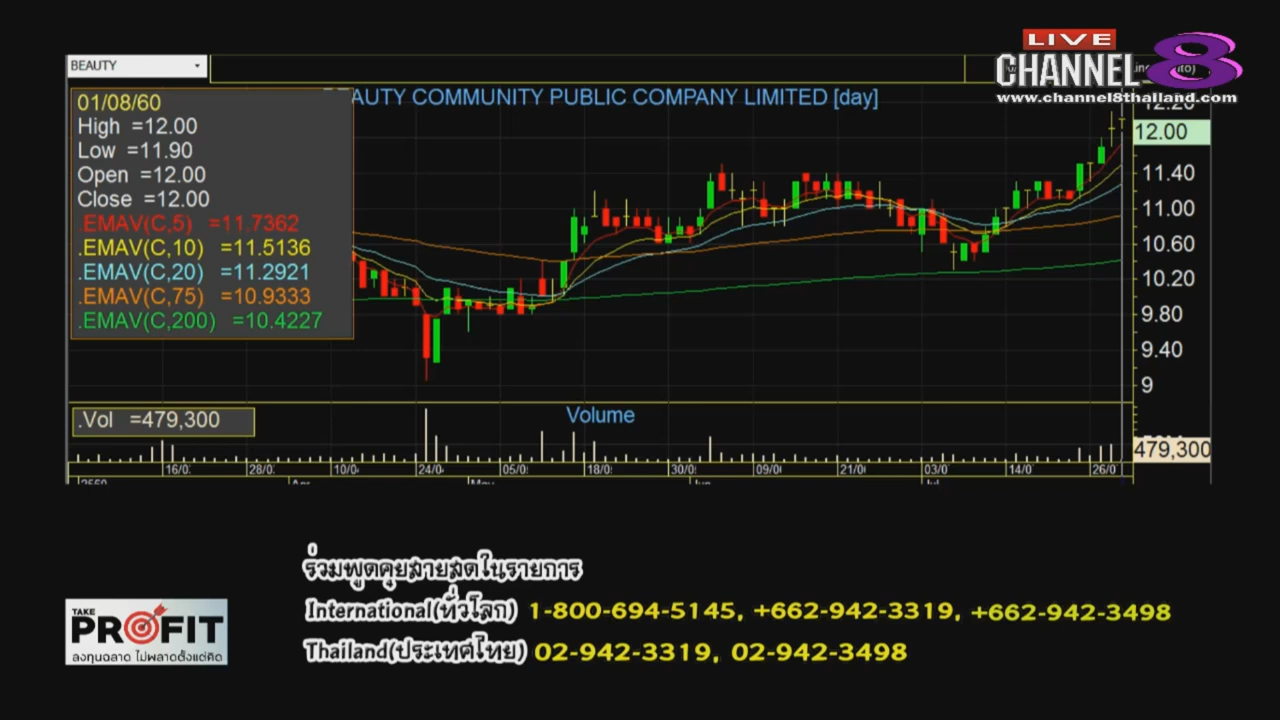 LIVE
CHANNEL 8
www.channel8thailand.com
BEAUTY
BEAUTY COMMUNITY PUBLIC COMPANY LIMITED [day]
01/08/60
High =12.00
Low =11.90
Open =12.00
Close =12.00
.EMAV(C,5) =11.7362
.EMAV(C,10) =11.5136
.EMAV(C,20) =11.2921
.EMAV(C,75) =10.9333
.EMAV(C,200) =10.4227
12.20
12.00
11.40
11.00
10.60
10.20
9.80
9.40
9
.Vol =479,300
Volume
479,300
16/0 28/0 10/0 24/0 05/0 18/0 30/0 09/0 21/0 03/0 14/0 26/0
2560 Apr May Jun Jul
ร่วมพูดคุยสายสดในรายการ
International(ทั่วโลก) 1-800-694-5145, +662-942-3319, +662-942-3498
Thailand(ประเทศไทย) 02-942-3319, 02-942-3498
TAKE
PROFIT
ลงทุนฉลาด ไม่พลาดตั้งแต่คิด